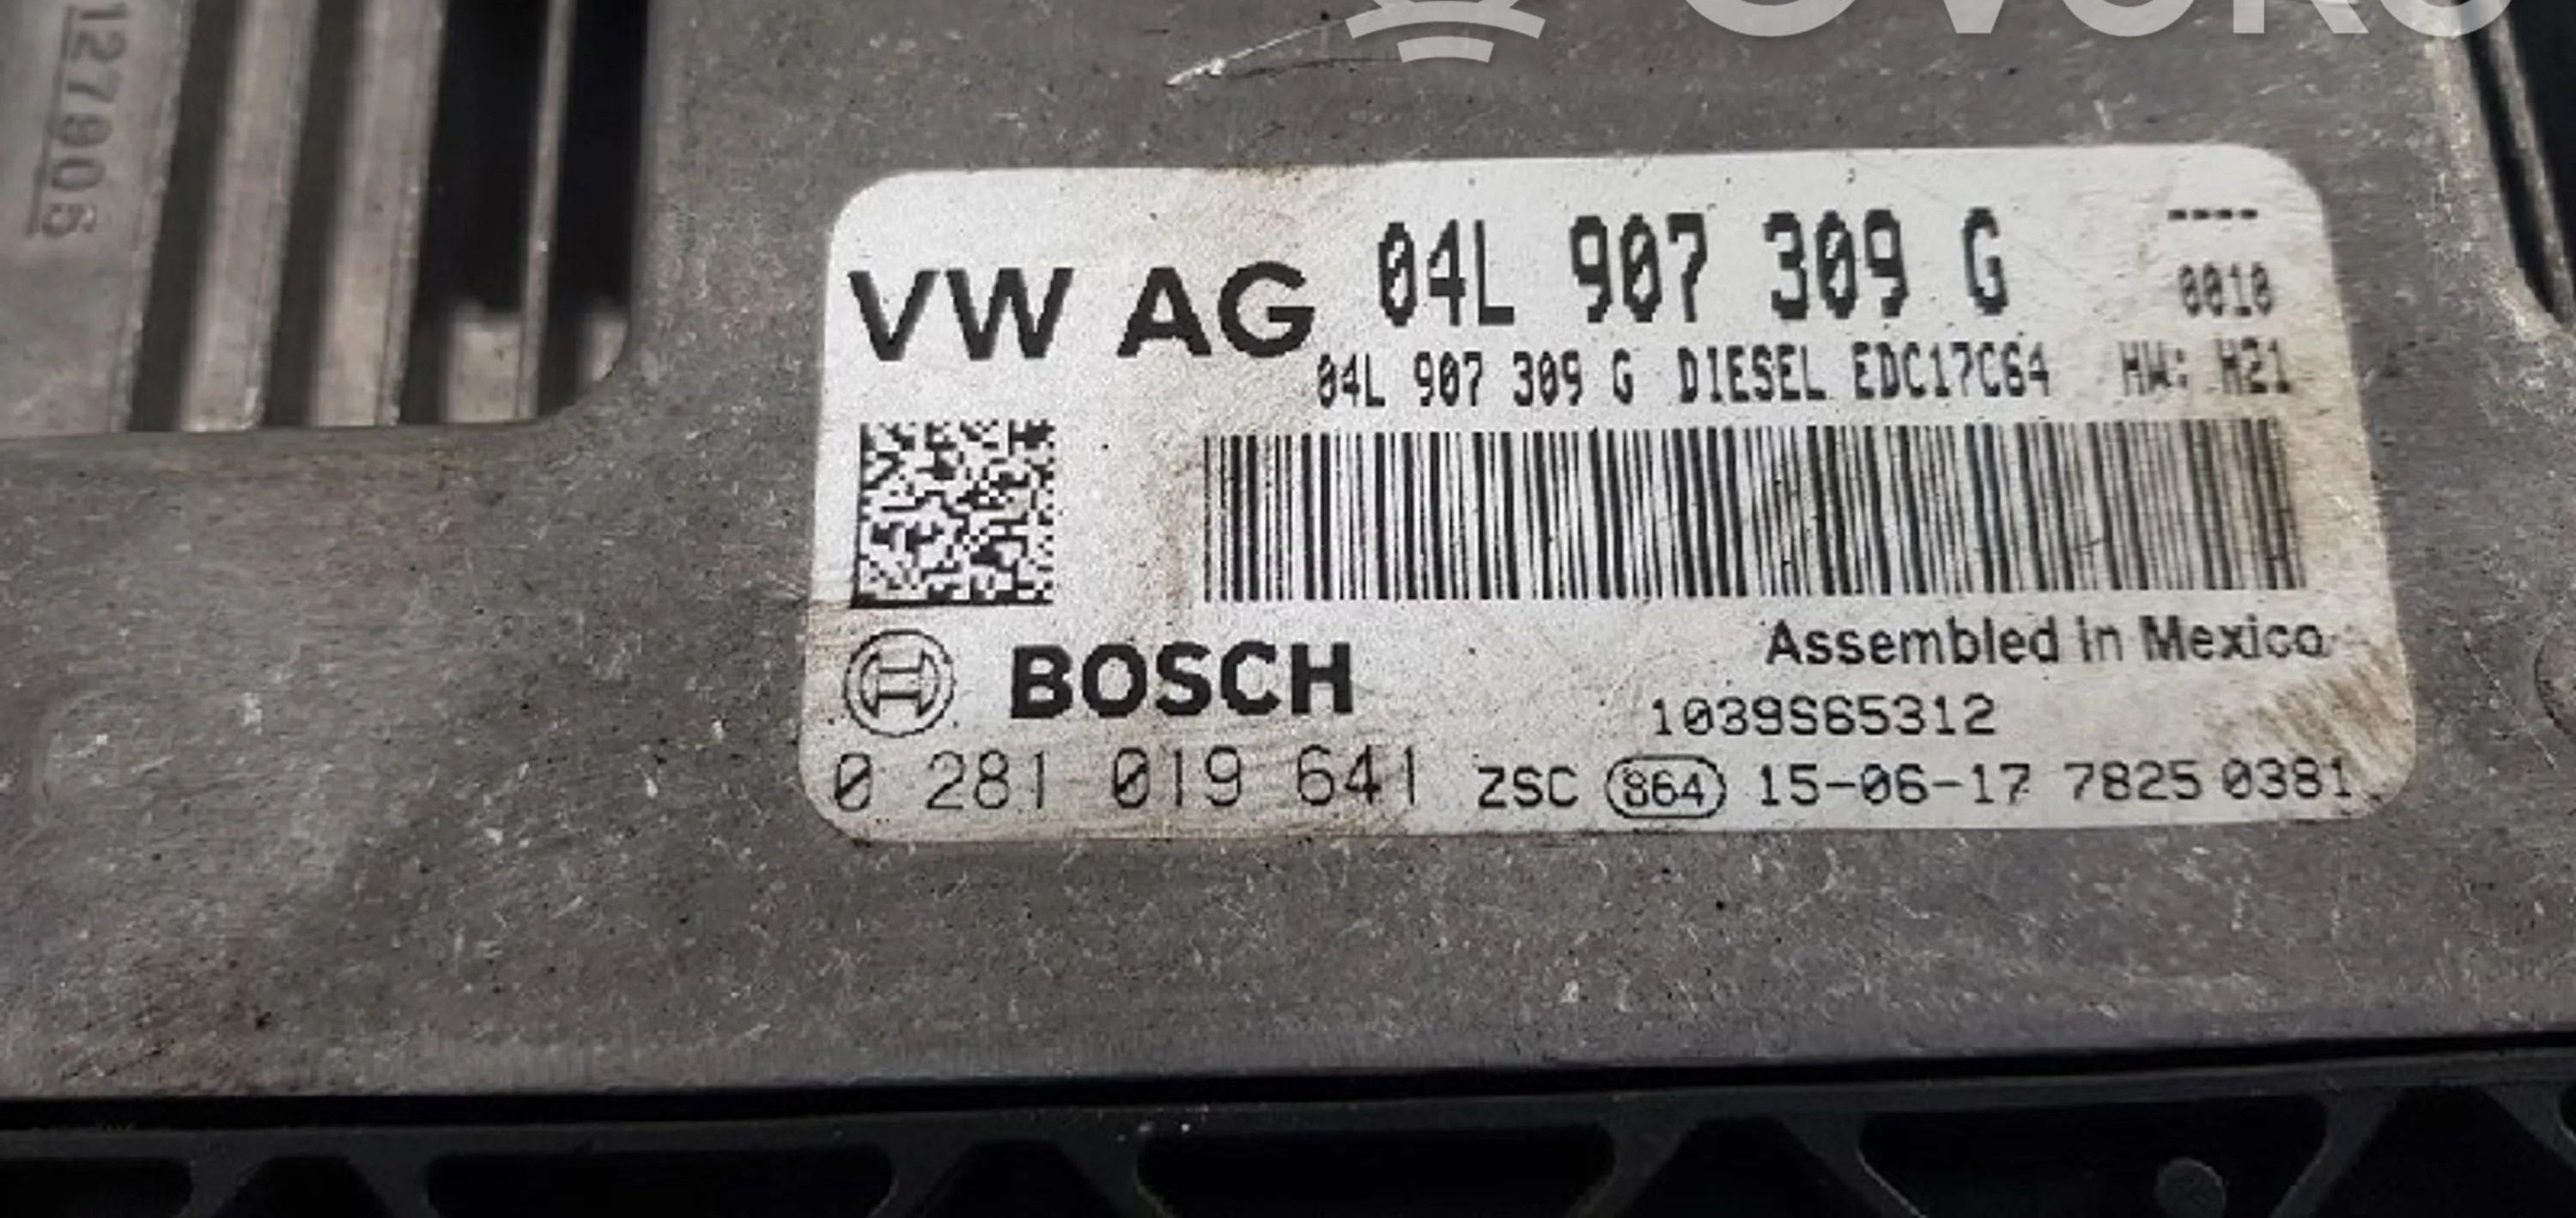 127906
VW AG
04L 907 309 G
----
0010
04L 907 309 G DIESEL EDC17C64 HW: H21
BOSCH
Assembled in Mexico
1039S65312
0 281 019 641 ZSC 864 15-06-17 7825 0381